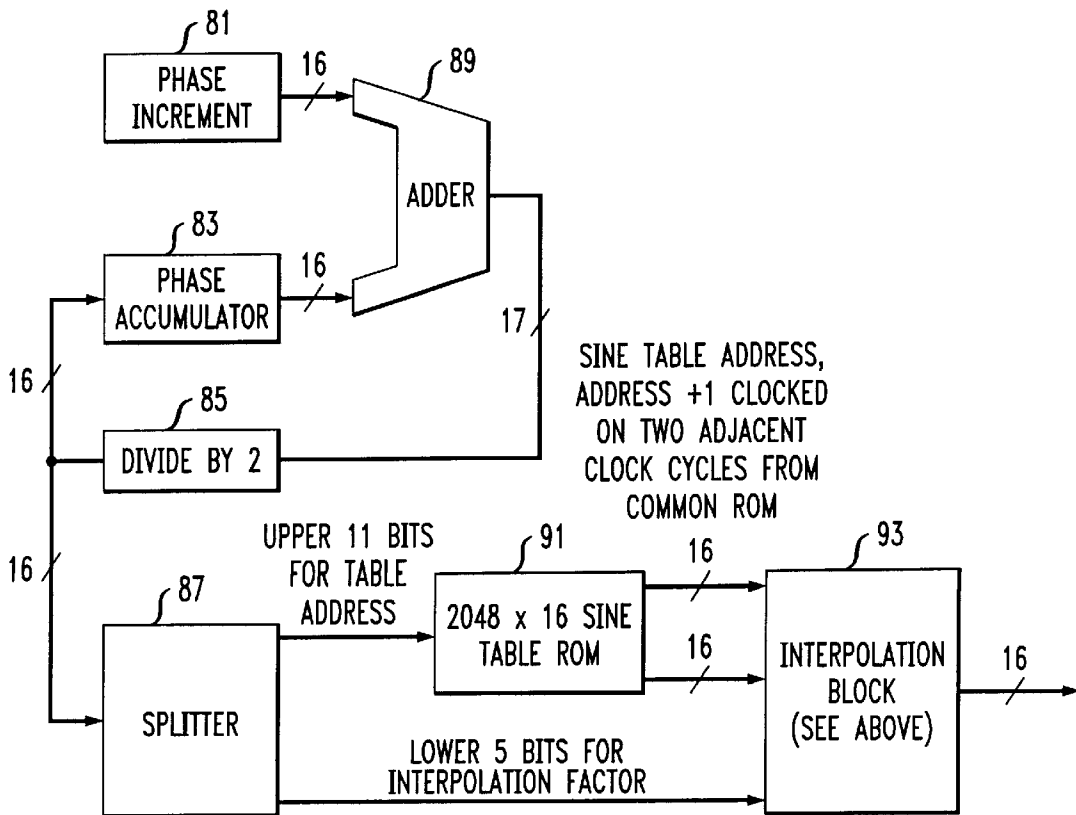 81
PHASE
INCREMENT
16
89
ADDER
83
PHASE
ACCUMULATOR
16
17
16
85
DIVIDE BY 2
SINE TABLE ADDRESS,
ADDRESS +1 CLOCKED
ON TWO ADJACENT
CLOCK CYCLES FROM
COMMON ROM
16
UPPER 11 BITS
FOR TABLE
ADDRESS
87
SPLITTER
91
2048 x 16 SINE
TABLE ROM
16
16
93
INTERPOLATION
BLOCK
(SEE ABOVE)
16
LOWER 5 BITS FOR
INTERPOLATION FACTOR